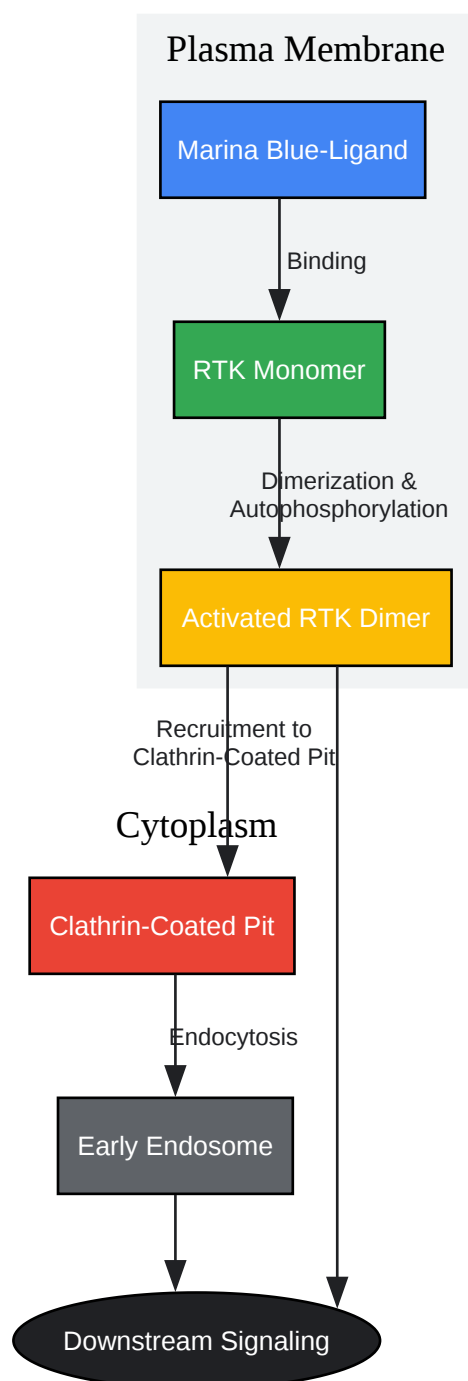 Plasma Membrane
Marina Blue-Ligand
Binding
RTK Monomer
Dimerization &
Autophosphorylation
Activated RTK Dimer
Recruitment to
Clathrin-Coated Pit
Cytoplasm
Clathrin-Coated Pit
Endocytosis
Early Endosome
Downstream Signaling